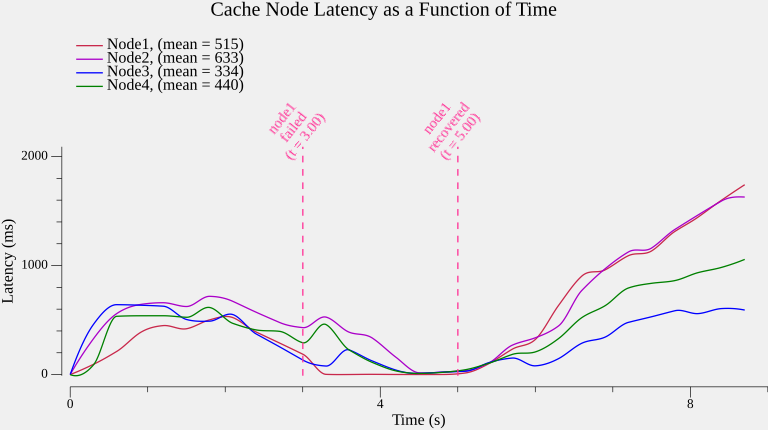 Cache Node Latency as a Function of Time
Node1, (mean = 515)
Node2, (mean = 633)
Node3, (mean = 334)
Node4, (mean = 440)
node1
failed
(t = 3.00)
node1
recovered
(t = 5.00)
2000
1000
0
Latency (ms)
0
4
8
Time (s)